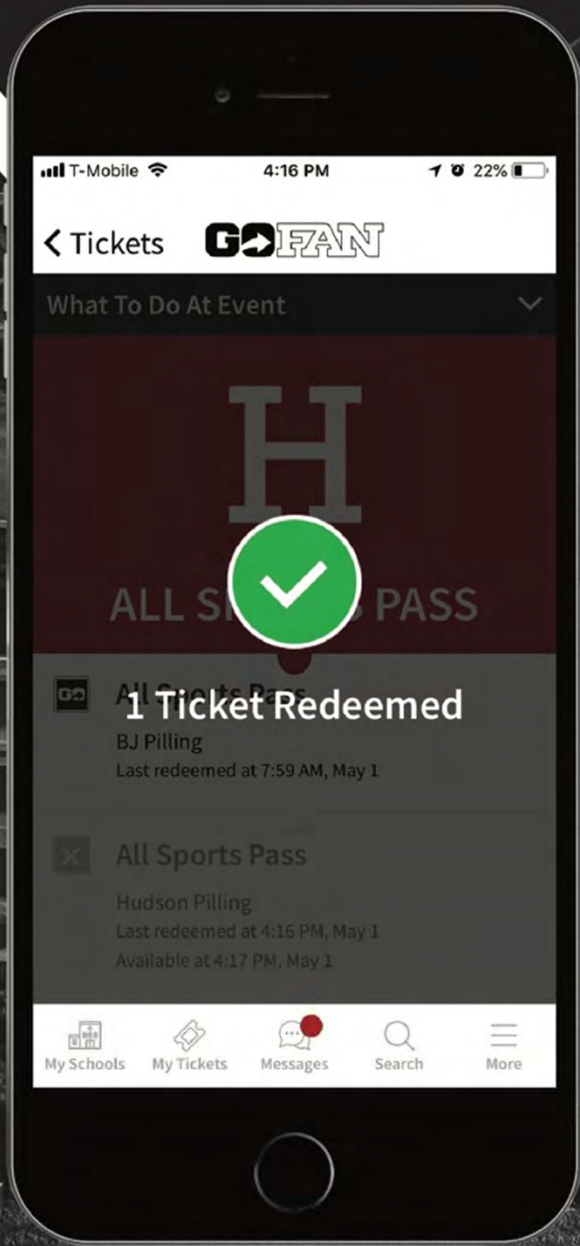 T-Mobile 4:16 PM 22%
Tickets GOFAN
What To Do At Event
H
ALL SPORTS PASS
GO All Sports Pass
1 Ticket Redeemed
BJ Pilling
Last redeemed at 7:59 AM, May 1
All Sports Pass
Hudson Pilling
Last redeemed at 4:16 PM, May 1
Available at 4:17 PM, May 1
My Schools My Tickets Messages Search More